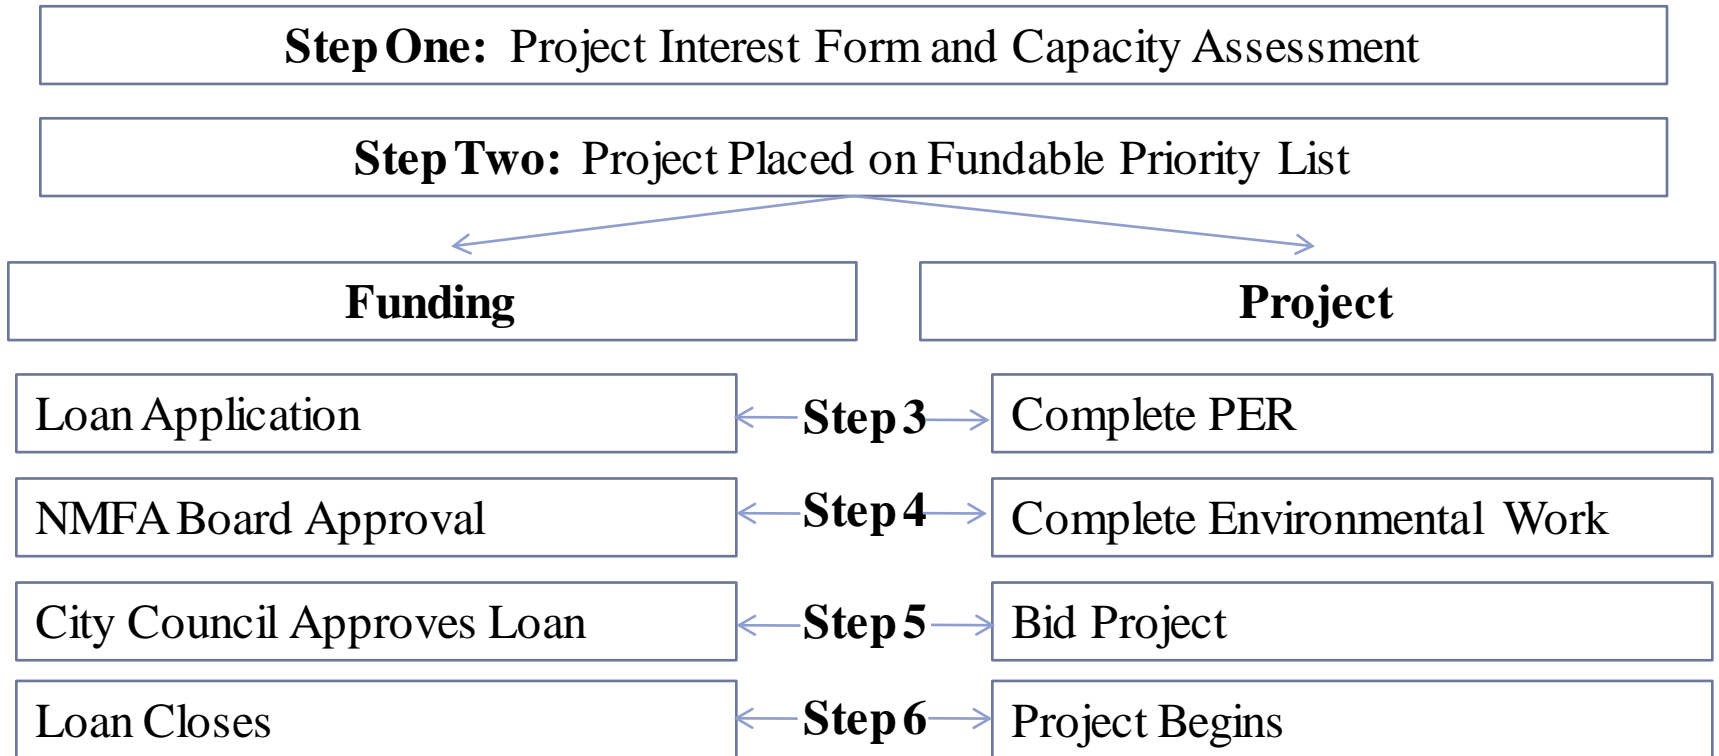 Step One: Project Interest Form and Capacity Assessment
Step Two: Project Placed on Fundable Priority List
Funding
Project
Loan Application
Step 3
Complete PER
NMFA Board Approval
Step 4
Complete Environmental Work
City Council Approves Loan
Step 5
Bid Project
Loan Closes
Step 6
Project Begins